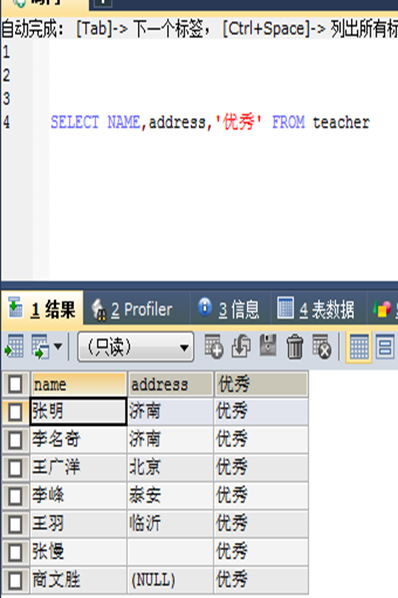 自动完成: [Tab]-> 下一个标签, [Ctrl+Space]-> 列出所有标
1
2
3
4 SELECT NAME,address,'优秀' FROM teacher
1 结果 2 Profiler 3 信息 4 表数据
(只读)
name address 优秀
张明 济南 优秀
李名奇 济南 优秀
王广洋 北京 优秀
李峰 泰安 优秀
王羽 临沂 优秀
张慢 优秀
商文胜 (NULL) 优秀